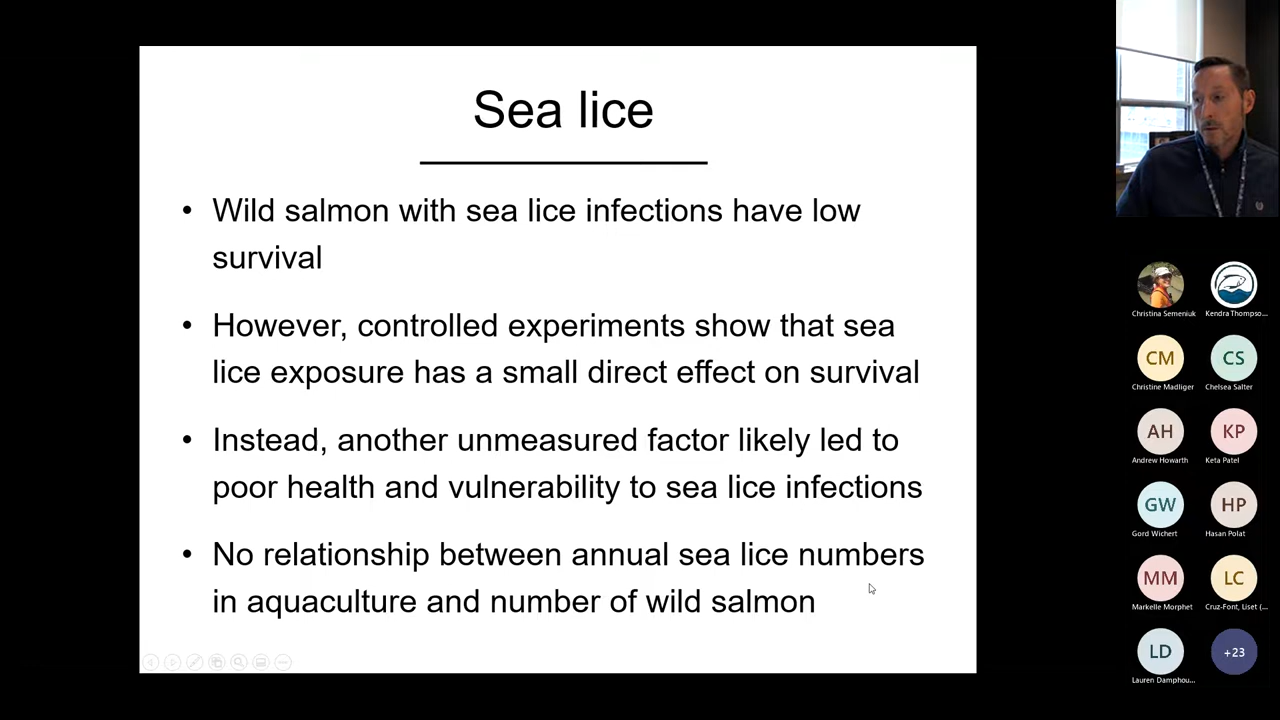 Sea lice
• Wild salmon with sea lice infections have low
survival
• However, controlled experiments show that sea
lice exposure has a small direct effect on survival
• Instead, another unmeasured factor likely led to
poor health and vulnerability to sea lice infections
• No relationship between annual sea lice numbers
in aquaculture and number of wild salmon
Christina Semeniuk
Kendra Thompso...
CM
CS
Christine Madliger
Chelsea Salter
AH
KP
Andrew Howarth
Keta Patel
GW
HP
Gord Wichert
Hasan Polat
MM
LC
Markelle Morphet
Cruz-Font, Liset (...
LD
+23
Lauren Damphou...